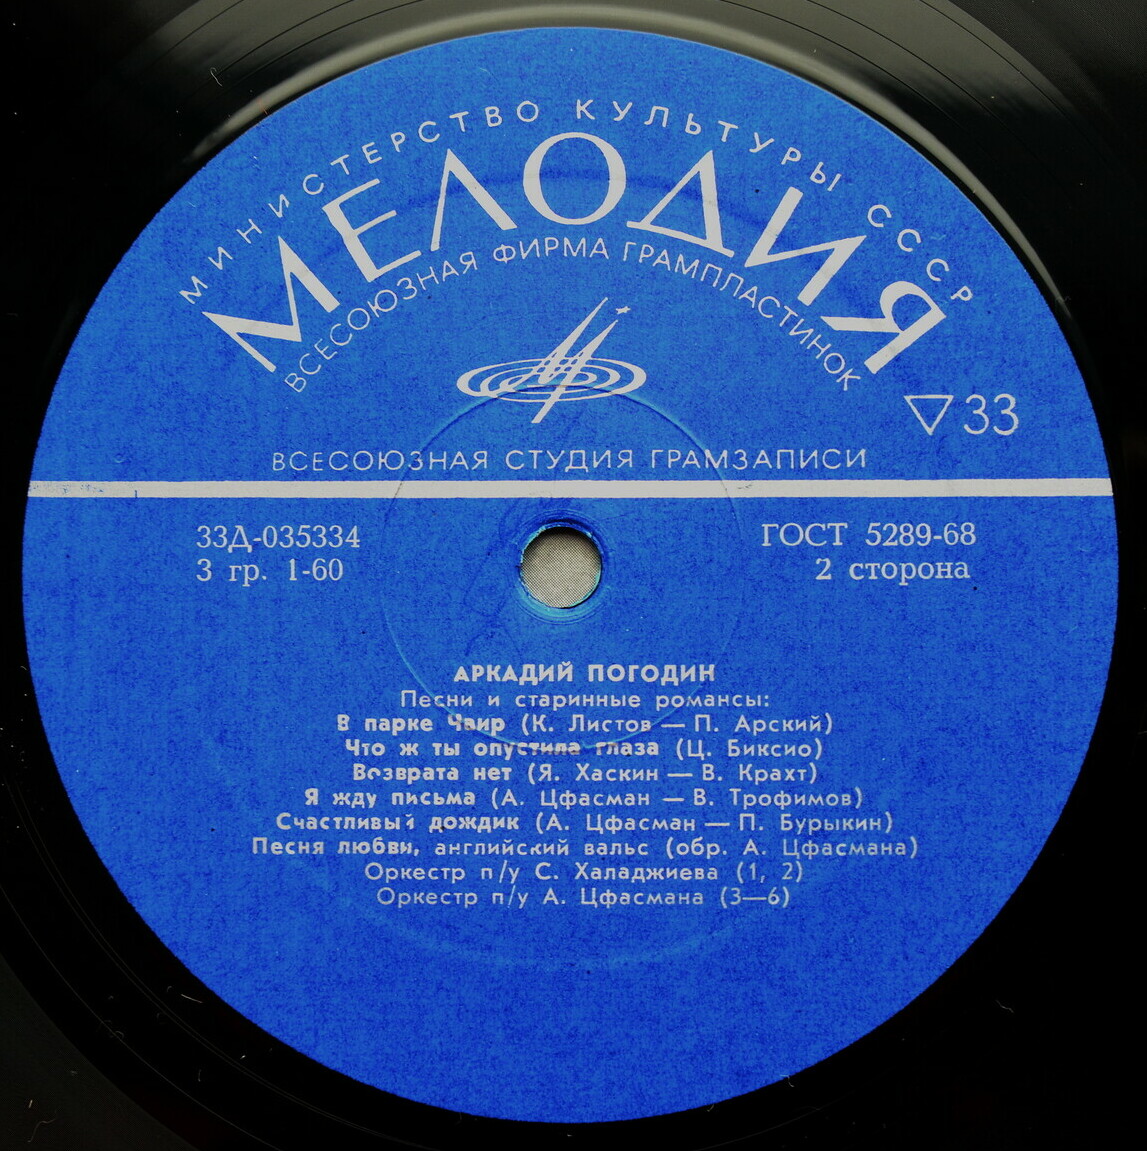 МИНИСТЕРСТВО КУЛЬТУРЫ СССР
МЕЛОДИЯ
ВСЕСОЮЗНАЯ ФИРМА ГРАМПЛАСТИНОК
33
ВСЕСОЮЗНАЯ СТУДИЯ ГРАМЗАПИСИ
33Д-035334
3 гр. 1-60
ГОСТ 5289-68
2 сторона
АРКАДИЙ ПОГОДИН
Песни и старинные романсы:
В парке Чаир (К. Листов — П. Арский)
Что ж ты опустила глаза (Ц. Биксио)
Возврата нет (Я. Хаскин — В. Крахт)
Я жду письма (А. Цфасман — В. Трофимов)
Счастливый дождик (А. Цфасман — П. Бурыкин)
Песня любви, английский вальс (обр. А. Цфасмана)
Оркестр п/у С. Халаджиева (1, 2)
Оркестр п/у А. Цфасмана (3—6)